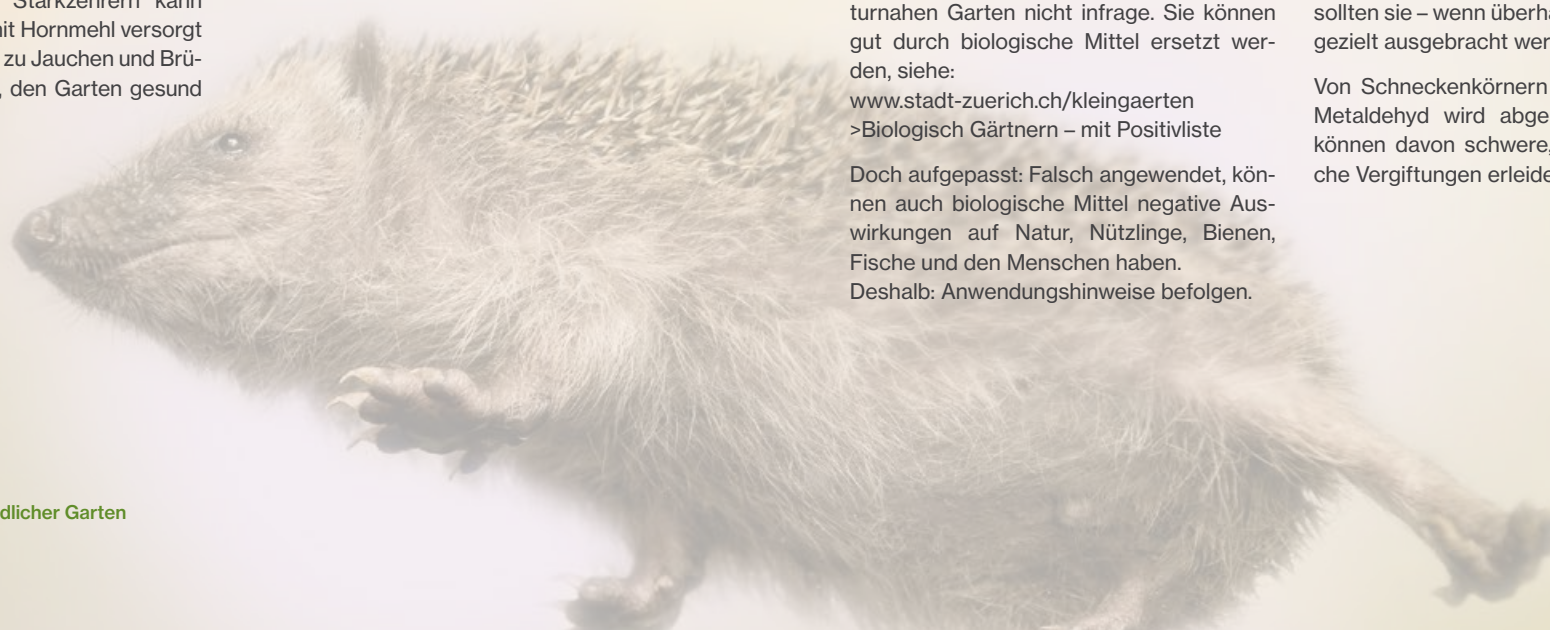 Starkzehrern kann
mit Hornmehl versorgt
zu Jauchen und Brü-
, den Garten gesund
dlicher Garten
turnahen Garten nicht infrage. Sie können
gut durch biologische Mittel ersetzt wer-
den, siehe:
www.stadt-zuerich.ch/kleingaerten
>Biologisch Gärtnern – mit Positivliste
Doch aufgepasst: Falsch angewendet, kön-
nen auch biologische Mittel negative Aus-
wirkungen auf Natur, Nützlinge, Bienen,
Fische und den Menschen haben.
Deshalb: Anwendungshinweise befolgen.
sollten sie – wenn überha
gezielt ausgebracht wer
Von Schneckenkörnern
Metaldehyd wird abge
können davon schwere,
che Vergiftungen erleide